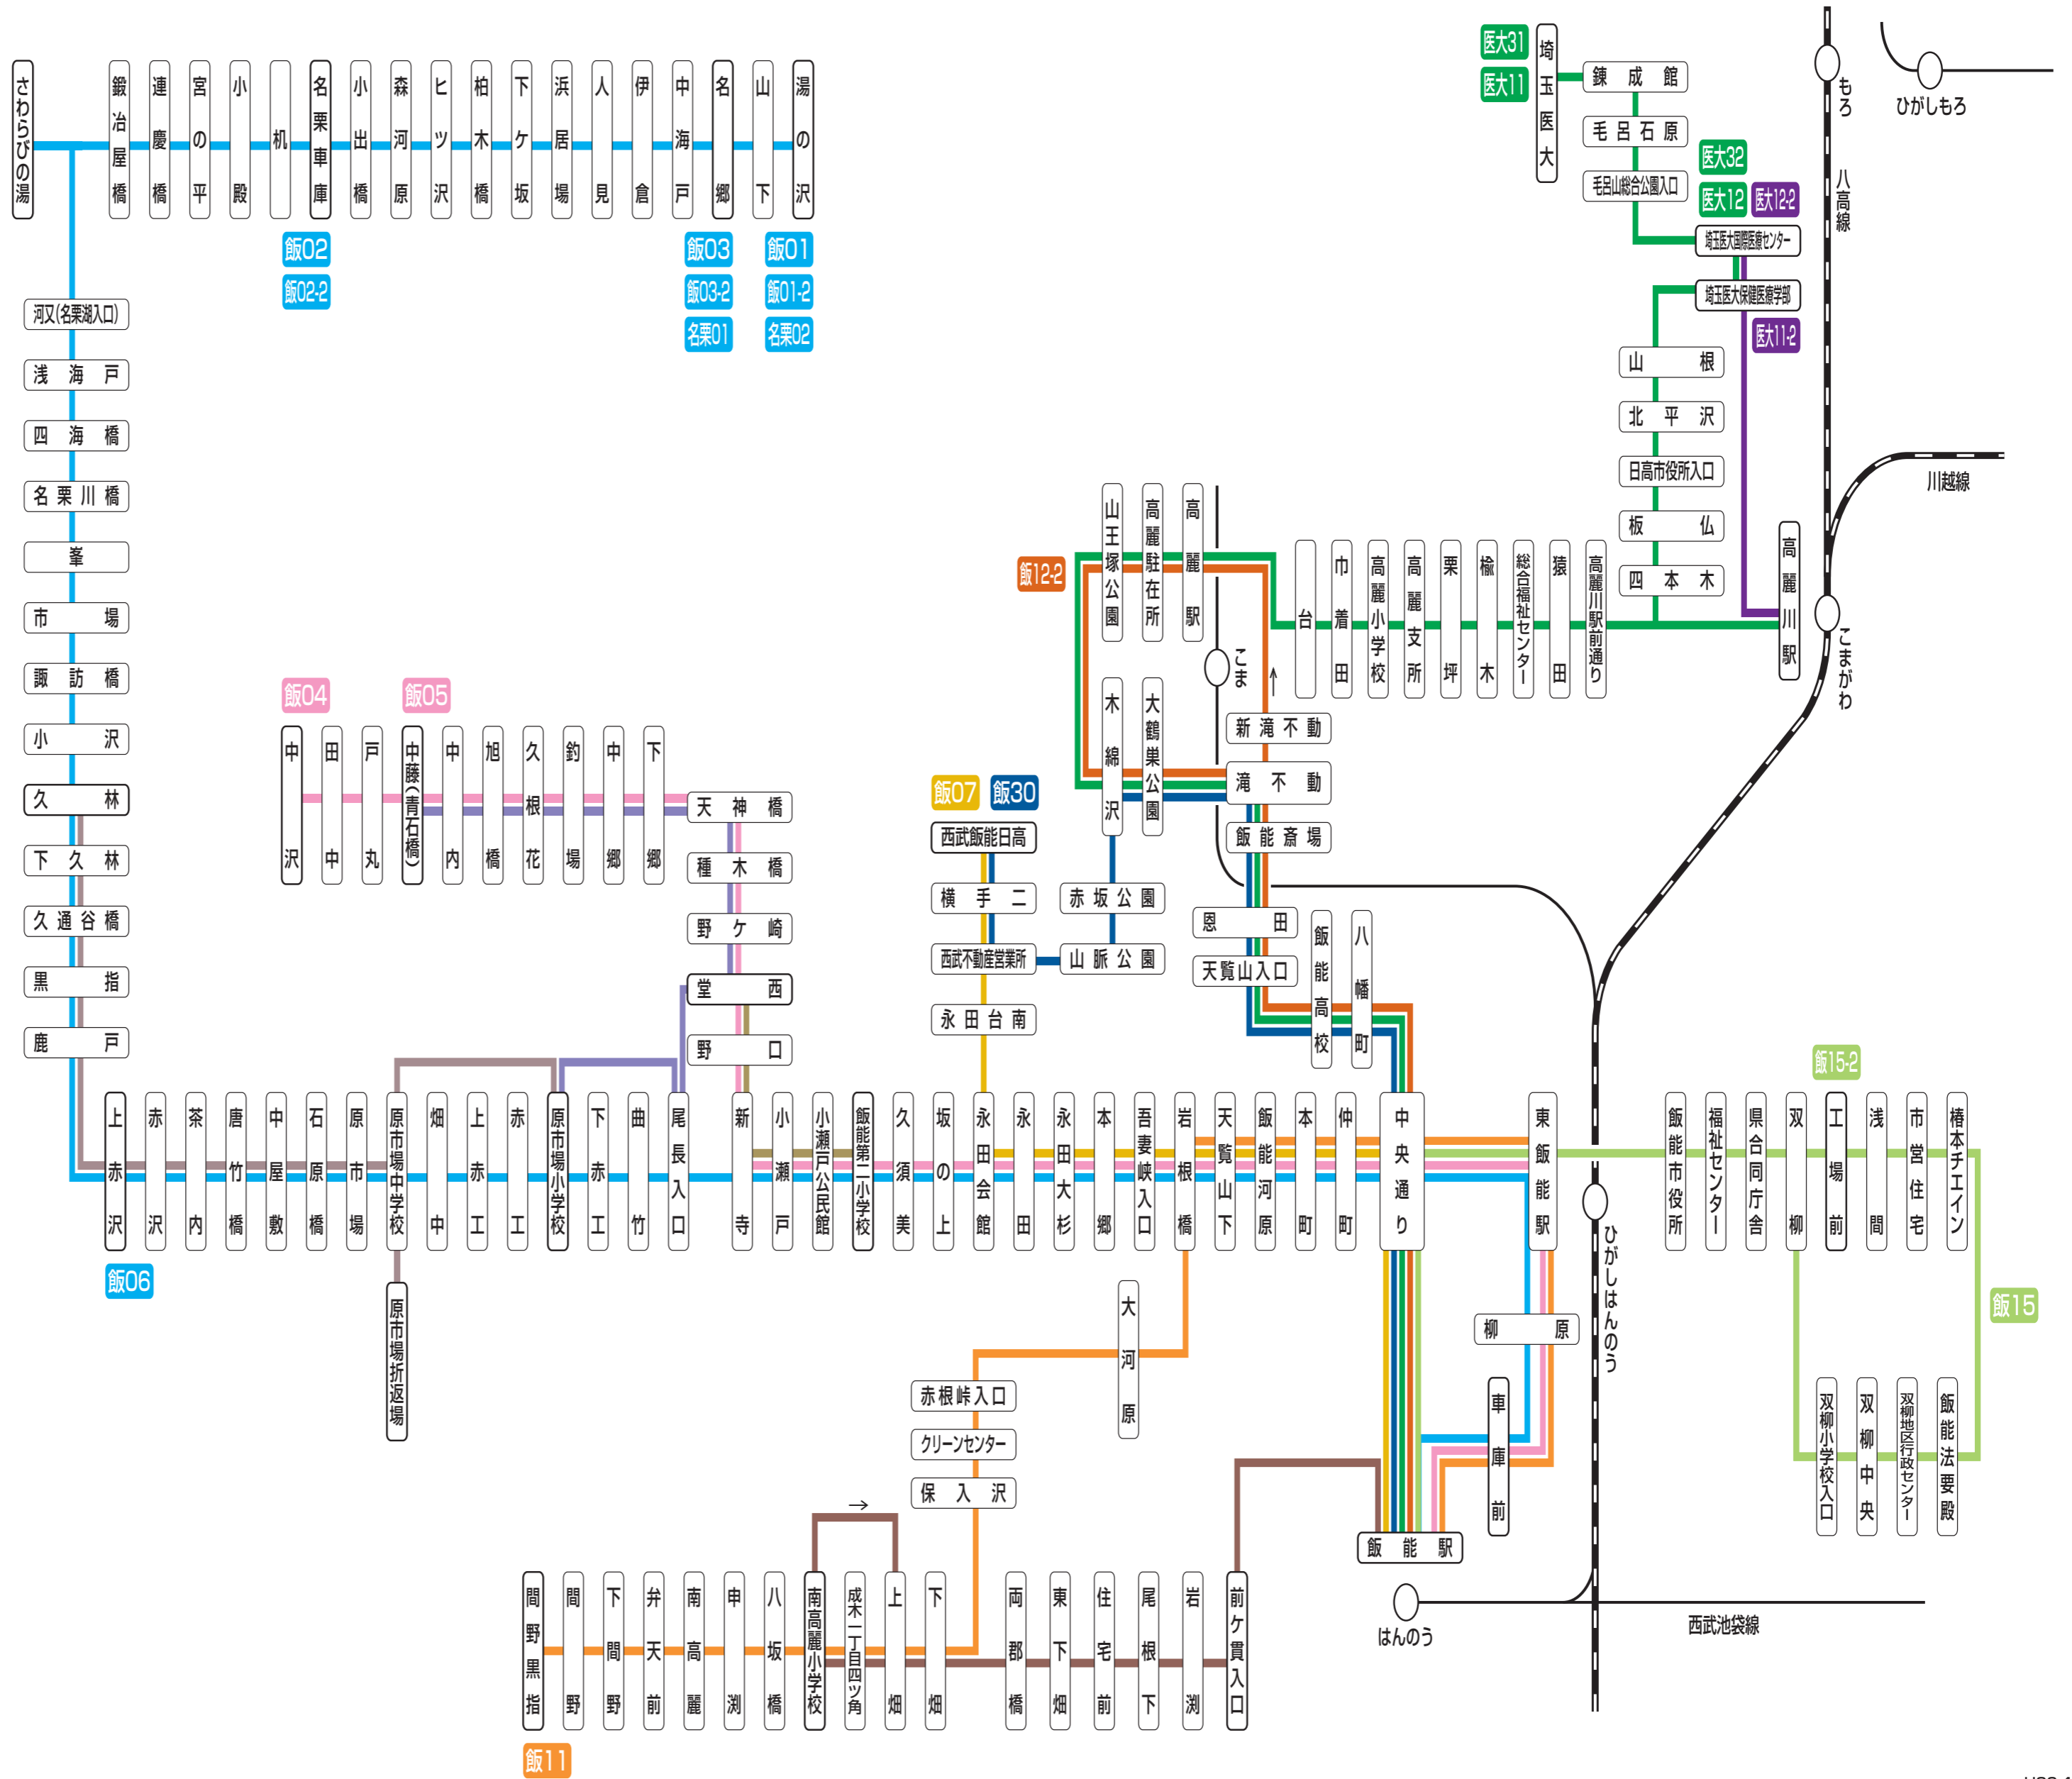 さわらびの湯
鍛冶屋橋
連慶橋
宮の平
小殿
机
名栗車庫
小出橋
森河原
ヒツ沢
柏木橋
下ケ坂
浜居場
人見
伊倉
中海戸
名郷
山下
湯の沢
飯02
飯02-2
飯03
飯03-2
名栗01
飯01
飯01-2
名栗02
医大31
医大11
埼玉医大
錬成館
毛呂石原
毛呂山総合公園入口
医大32
医大12
医大12-2
埼玉医大国際医療センター
埼玉医大保健医療学部
医大11-2
もろ
ひがしもろ
八高線
川越線
山根
北平沢
日高市役所入口
板仏
四本木
高麗川駅
こまがわ
河又(名栗湖入口)
浅海戸
四海橋
名栗川橋
峯
市場
諏訪橋
小沢
久林
下久林
久通谷橋
黒指
鹿戸
飯12-2
山王塚公園
高麗駐在所
高麗駅
こま
台
巾着田
高麗小学校
高麗支所
栗坪
楡木
総合福祉センター
猿田
高麗川駅前通り
木綿沢
大鶴巣公園
↑
新滝不動
滝不動
飯能斎場
恩田
天覧山入口
飯能高校
八幡町
飯04
飯05
中沢
田中
戸丸
中藤(青石橋)
中内
旭橋
久根花
釣場
中郷
下郷
天神橋
種木橋
野ケ崎
堂西
野口
飯07
飯30
西武飯能日高
横手二
西武不動産営業所
永田台南
赤坂公園
山脈公園
上赤沢
赤沢
茶内
唐竹橋
中屋敷
石原橋
原市場
原市場中学校
畑中
上赤工
赤工
原市場小学校
下赤工
曲竹
尾長入口
新寺
小瀬戸
小瀬戸公民館
飯能第二小学校
久須美
坂の上
永田会館
永田
永田大杉
本郷
吾妻峡入口
岩根橋
天覧山下
飯能河原
本町
仲町
中央通り
東飯能駅
飯能市役所
福祉センター
県合同庁舎
双柳
飯15-2
工場前
浅間
市営住宅
椿本チエイン
飯06
原市場折返場
大河原
赤根峠入口
クリーンセンター
保入沢
柳原
車庫前
飯能駅
ひがしはんのう
はんのう
西武池袋線
飯15
双柳小学校入口
双柳中央
双柳地区行政センター
飯能法要殿
→
間野黒指
間野
下間野
弁天前
南高麗
申渕
八坂橋
南高麗小学校
成木一丁目四ツ角
上畑
下畑
両郡橋
東下畑
住宅前
尾根下
岩渕
前ケ貫入口
飯11